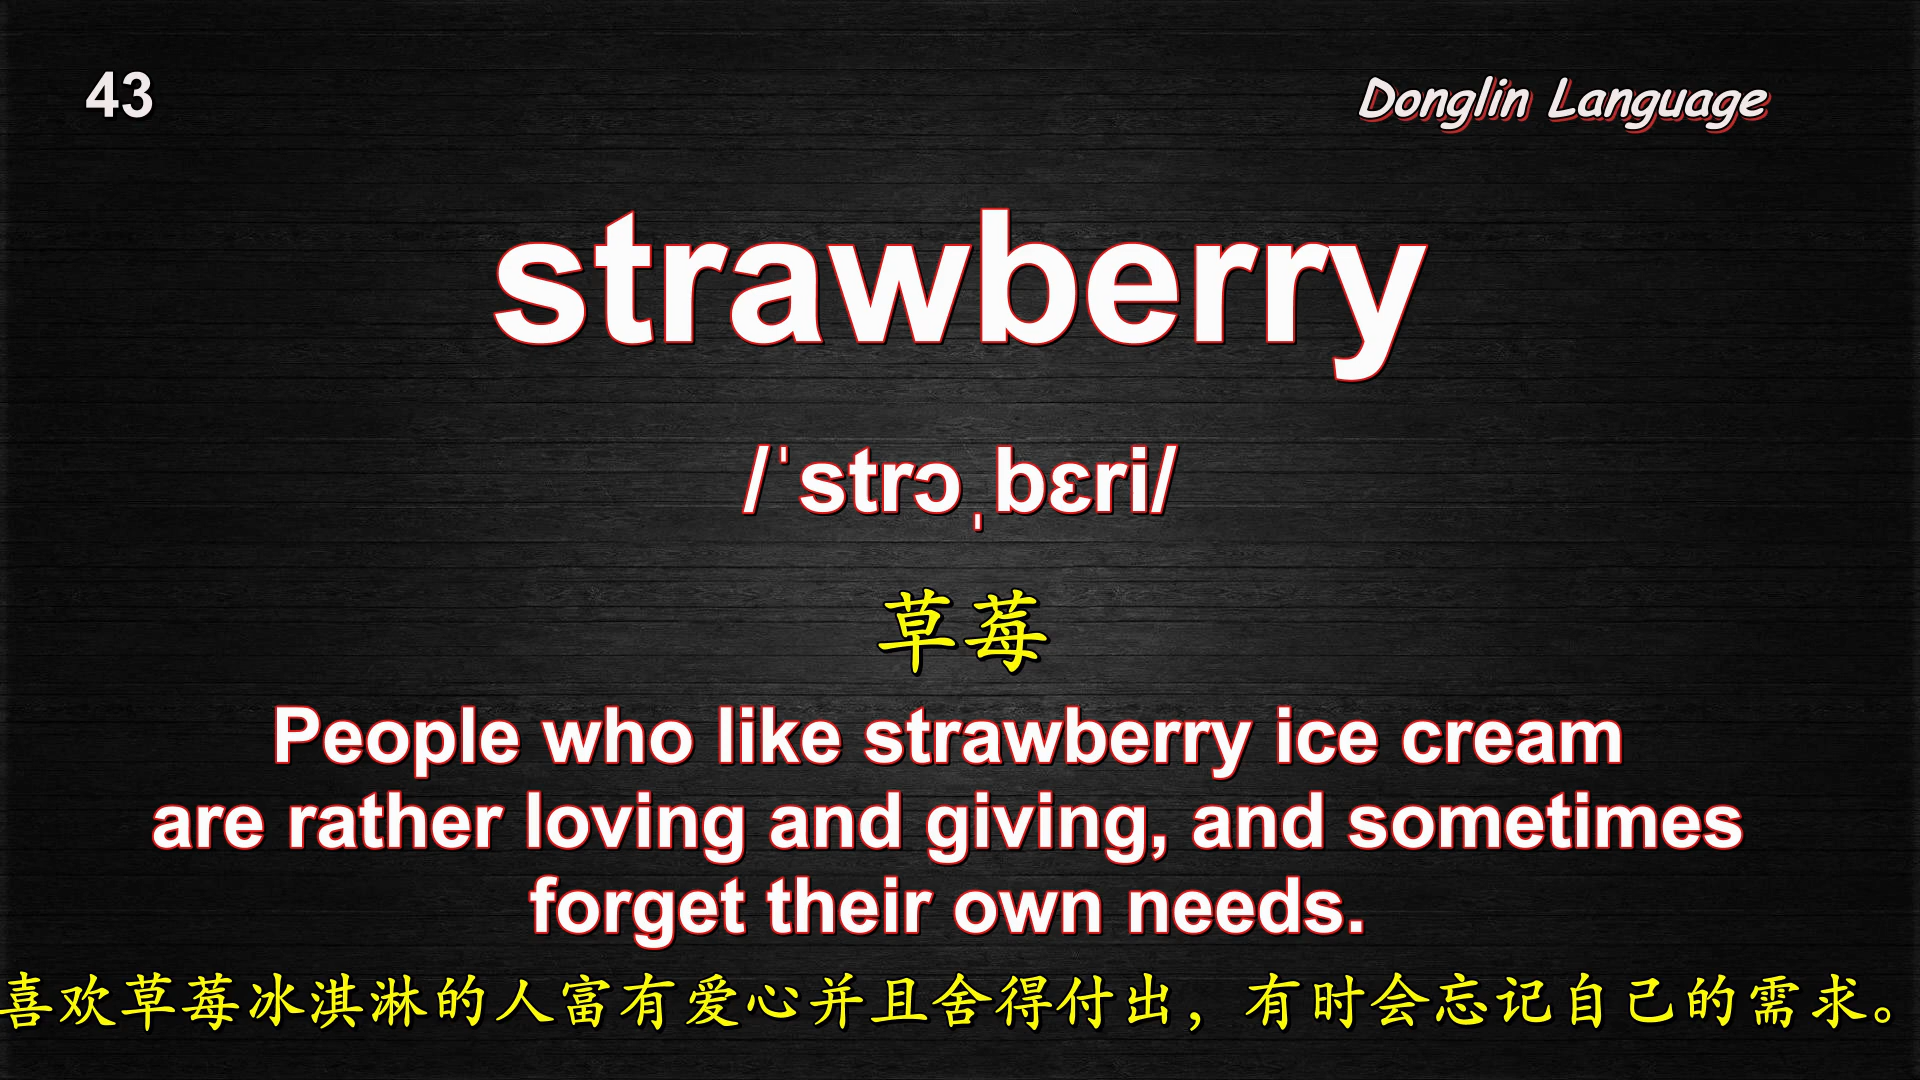 43
Donglin Language
strawberry
/ˈstrɔˌbɛri/
草莓
People who like strawberry ice cream
are rather loving and giving, and sometimes
forget their own needs.
喜欢草莓冰淇淋的人富有爱心并且舍得付出，有时会忘记自己的需求。